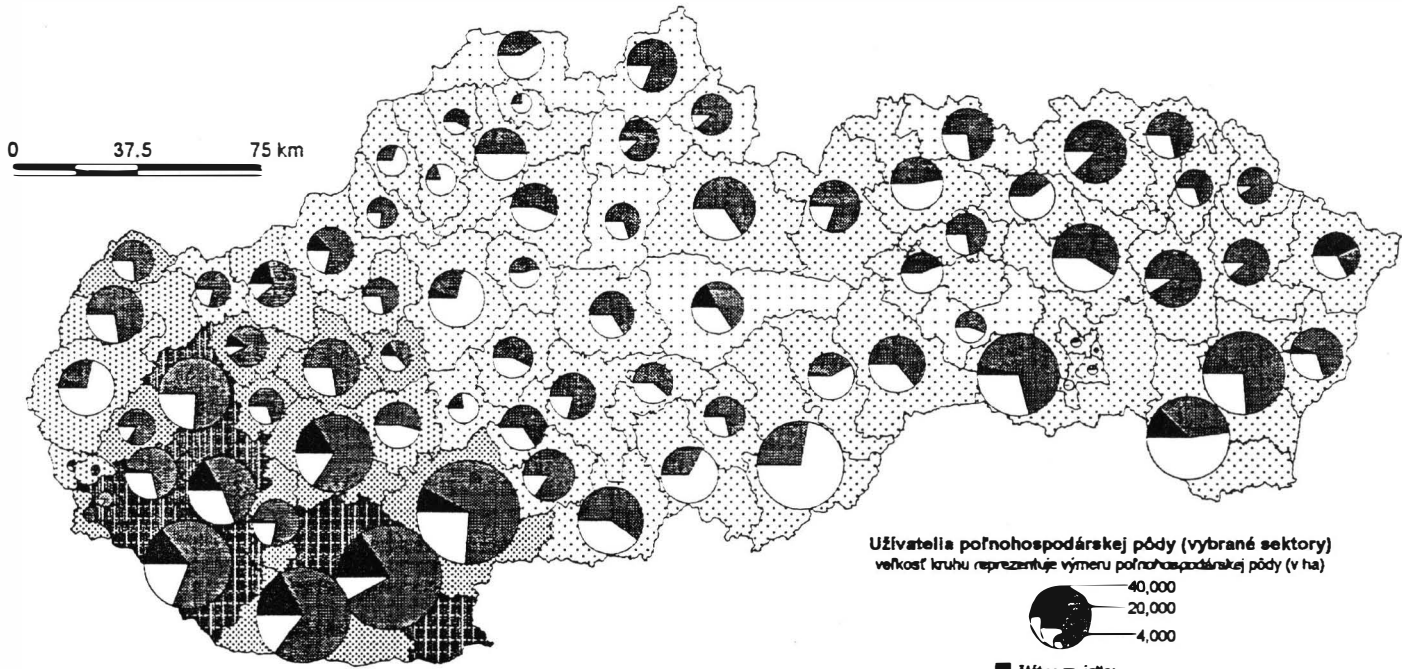 0 37.5 75 km
Užívatelia poľnohospodárskej pôdy (vybrané sektory)
veľkosť kruhu reprezentuje výmeru poľnohospodárskej pôdy (v ha)
40,000
20,000
4,000